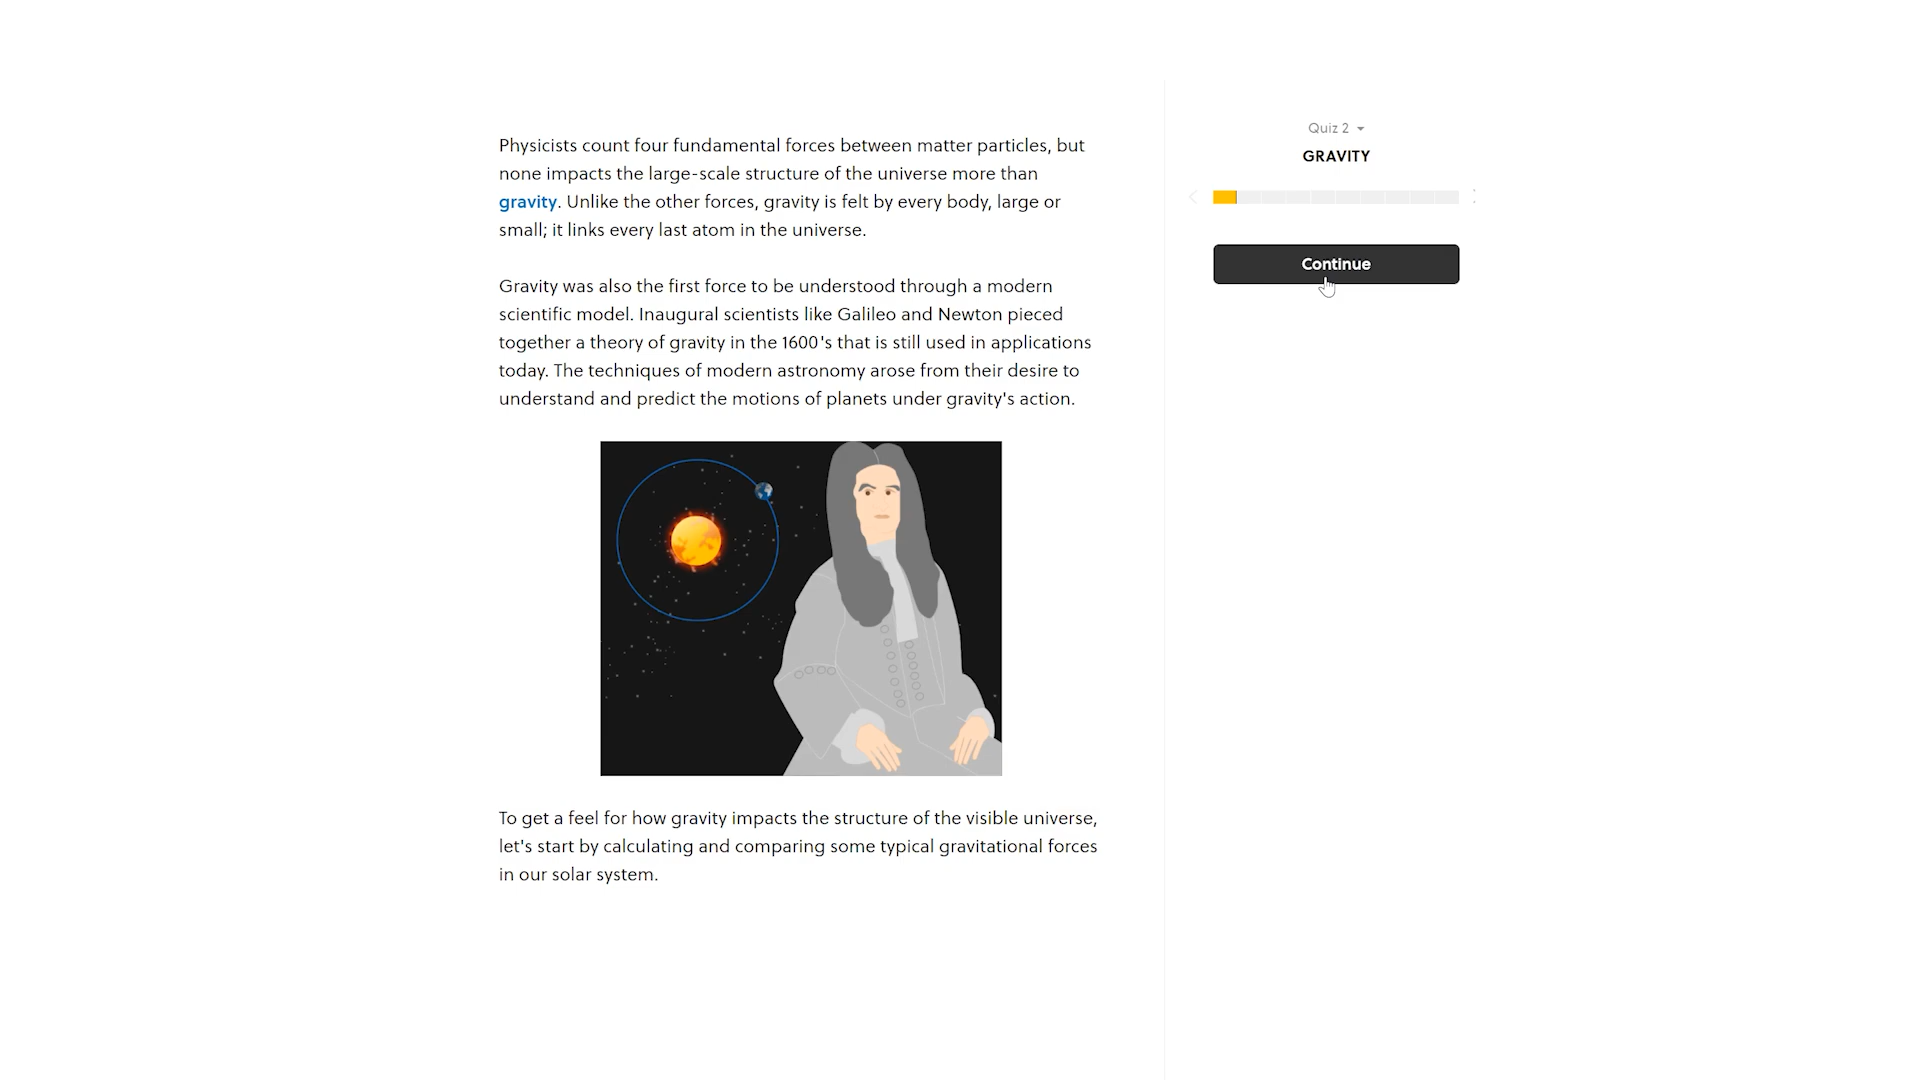 Physicists count four fundamental forces between matter particles, but
none impacts the large-scale structure of the universe more than
gravity. Unlike the other forces, gravity is felt by every body, large or
small; it links every last atom in the universe.
Gravity was also the first force to be understood through a modern
scientific model. Inaugural scientists like Galileo and Newton pieced
together a theory of gravity in the 1600's that is still used in applications
today. The techniques of modern astronomy arose from their desire to
understand and predict the motions of planets under gravity's action.
To get a feel for how gravity impacts the structure of the visible universe,
let's start by calculating and comparing some typical gravitational forces
in our solar system.
Quiz 2
GRAVITY
Continue